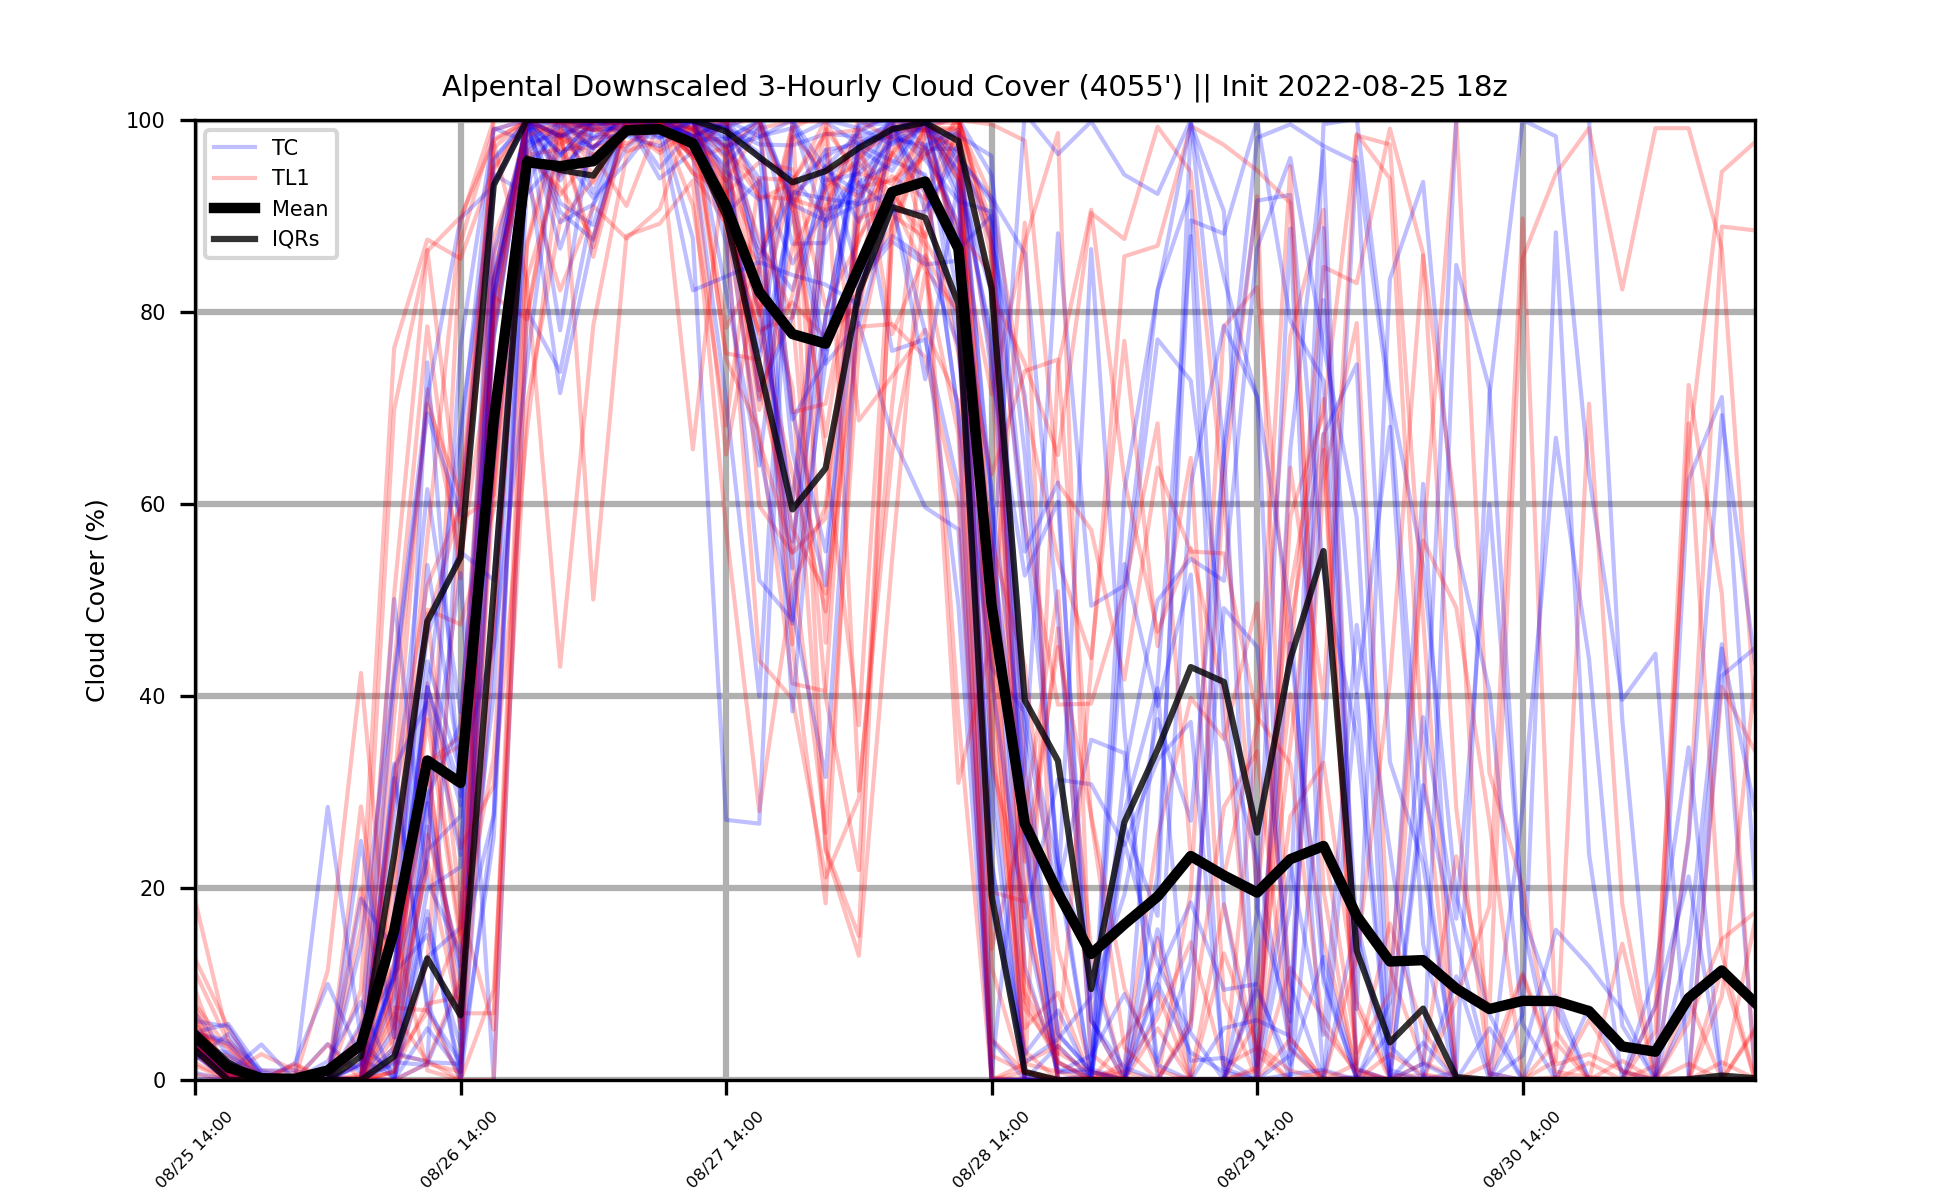 Alpental Downscaled 3-Hourly Cloud Cover (4055') || Init 2022-08-25 18z
Cloud Cover (%)
100
80
60
40
20
0
TC
TL1
Mean
IQRs
08/25 14:00
08/26 14:00
08/27 14:00
08/28 14:00
08/29 14:00
08/30 14:00